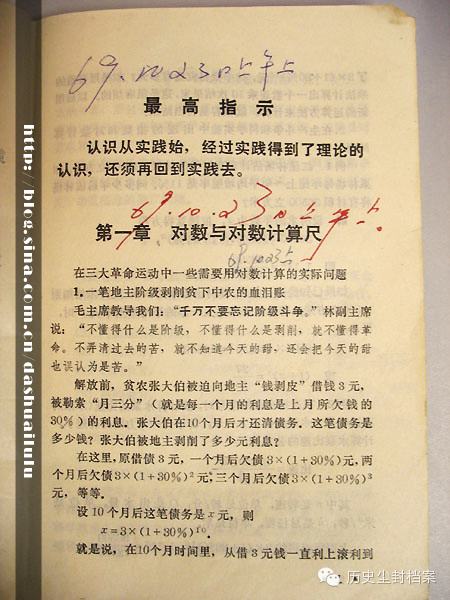 69.10.23日上午上
最高指示
认识从实践始，经过实践得到了理论的
认识，还须再回到实践去。
69.10.23日上午上。
第一章　对数与对数计算尺
69.10.23上
在三大革命运动中一些需要用对数计算的实际问题
1.一笔地主阶级剥削贫下中农的血泪账
毛主席教导我们：“千万不要忘记阶级斗争。”林副主席
说：“不懂得什么是阶级，不懂得什么是剥削，就不懂得革
命。不弄清过去的苦，就不知道今天的甜，还会把今天的甜
也误认为是苦。”
解放前，贫农张大伯被迫向地主“钱剥皮”借钱3元，
被勒索“月三分”（就是每一个月的利息是上月所欠钱的
30%）的利息。张大伯在10个月后才还清债务。这笔债务是
多少钱？张大伯被地主剥削了多少元利息？
在这里，原借债3元，一个月后欠债3×(1+30%)元，两
个月后欠债3×(1+30%)²元，三个月后欠债3×(1+30%)³
元，等等。
设10个月后这笔债务是x元，则
x=3×(1+30%)¹⁰.
就是说，在10个月时间里，从借3元钱一直利上滚利到
http://blog.sina.com.cn/dashuailulu
历史尘封档案